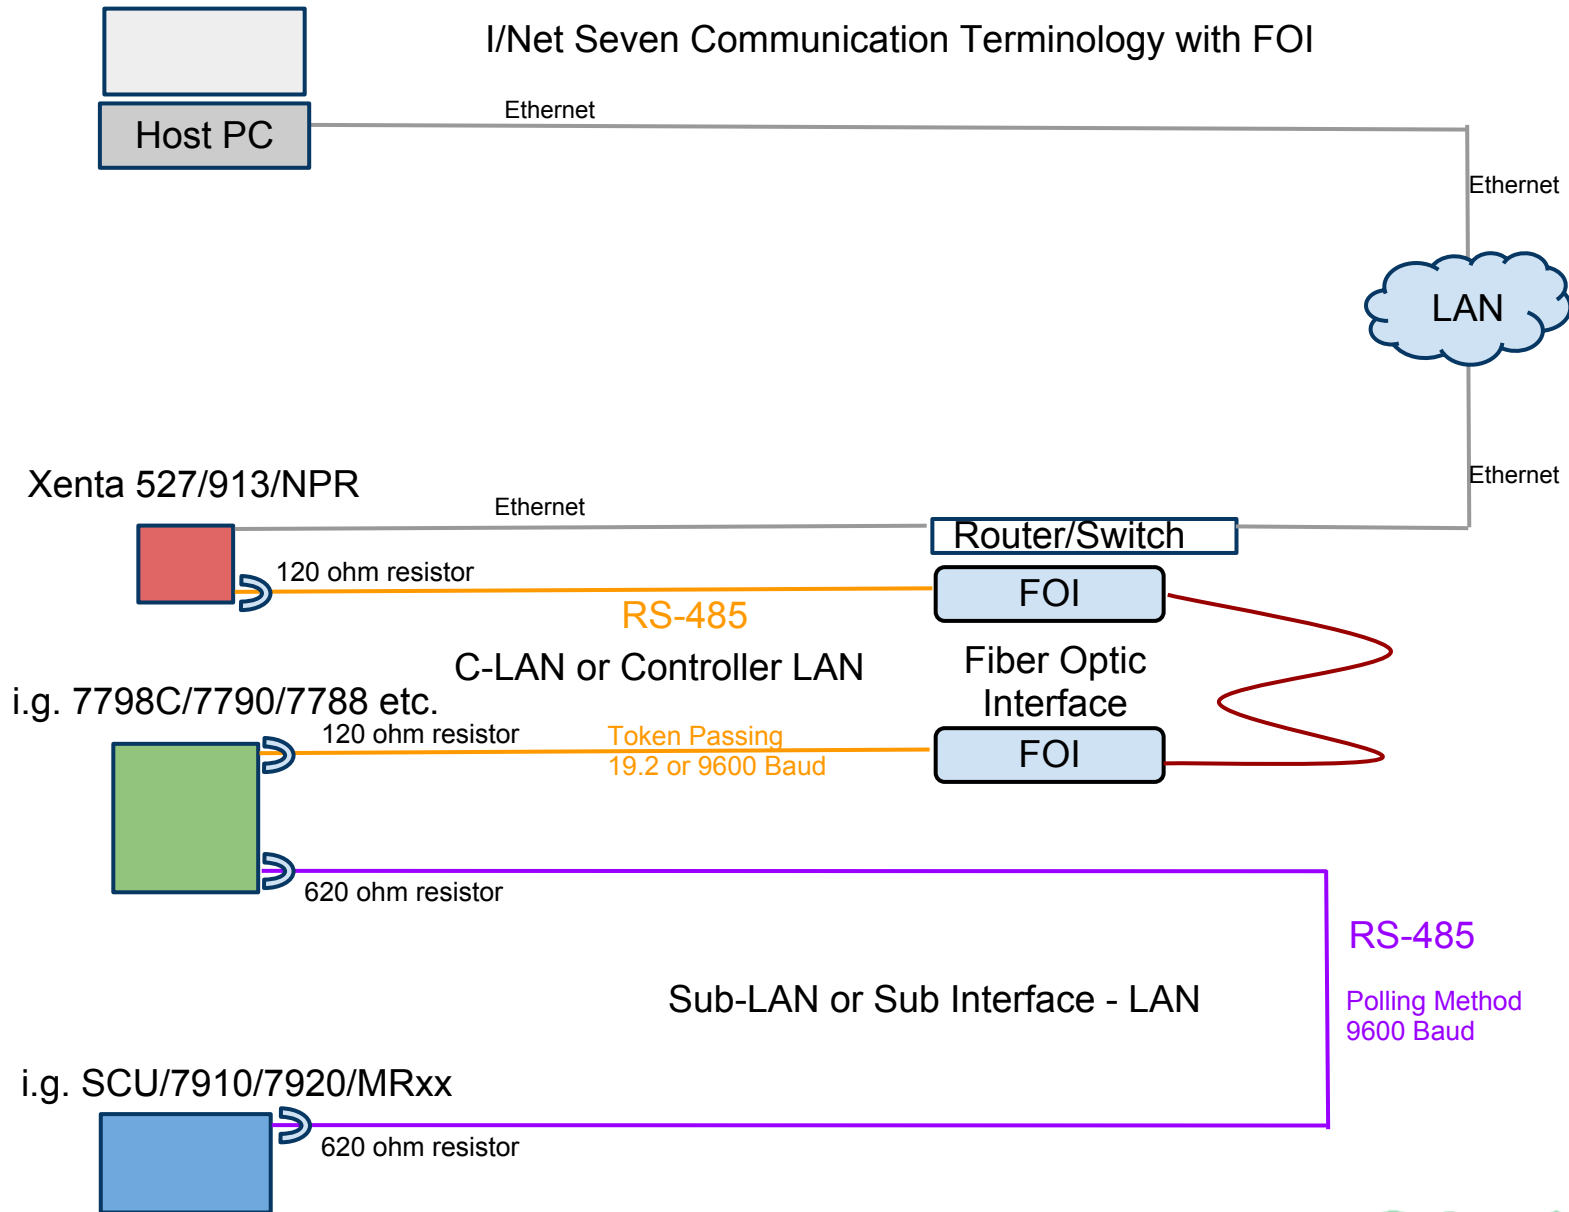 I/Net Seven Communication Terminology with FOI
Ethernet
Host PC
Ethernet
LAN
Xenta 527/913/NPR
Ethernet
Ethernet
Router/Switch
120 ohm resistor
FOI
RS-485
C-LAN or Controller LAN
Fiber Optic
Interface
i.g. 7798C/7790/7788 etc.
120 ohm resistor
Token Passing
19.2 or 9600 Baud
FOI
620 ohm resistor
RS-485
Sub-LAN or Sub Interface - LAN
Polling Method
9600 Baud
i.g. SCU/7910/7920/MRxx
620 ohm resistor